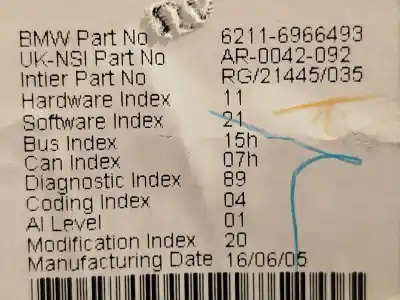 BMW Part No 6211-6966493
UK-NSI Part No AR-0042-092
Intier Part No RG/21445/035
Hardware Index 11
Software Index 21
Bus Index 15h
Can Index 07h
Diagnostic Index 89
Coding Index 04
AI Level 01
Modification Index 20
Manufacturing Date 16/06/05